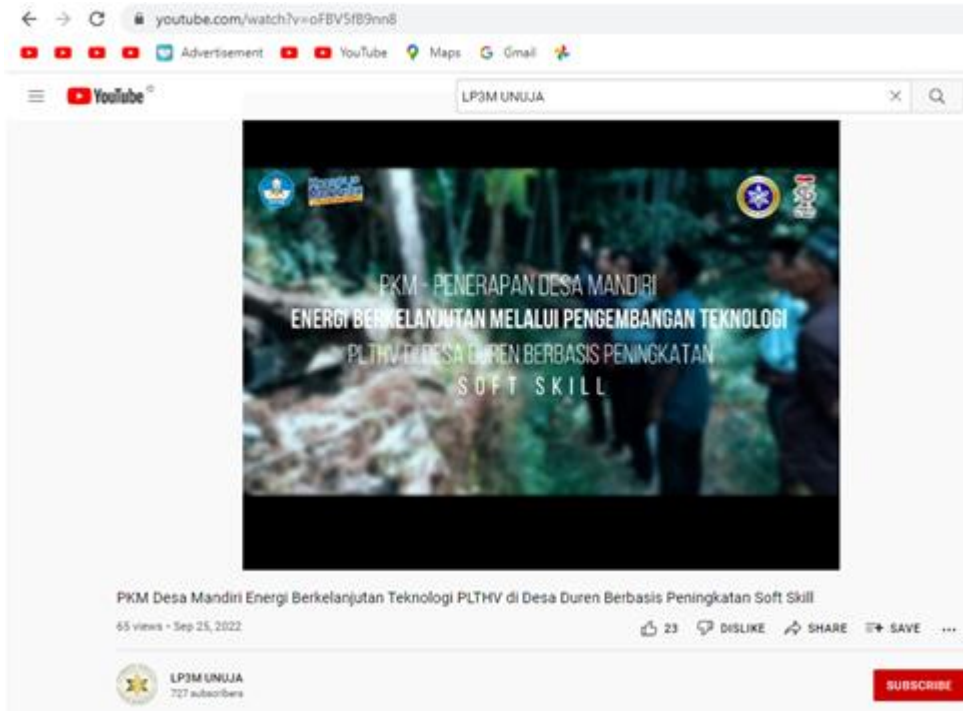 youtube.com/watch?v=oFBV5fB9nn8
Advertisement YouTube Maps Gmail
YouTube LP3M UNUJA
PKM - PENERAPAN DESA MANDIRI
ENERGI BERKELANJUTAN MELALUI PENGEMBANGAN TEKNOLOGI
PLTHV DI DESA DUREN BERBASIS PENINGKATAN
SOFT SKILL
PKM Desa Mandiri Energi Berkelanjutan Teknologi PLTHV di Desa Duren Berbasis Peningkatan Soft Skill
65 views • Sep 25, 2022 23 DISLIKE SHARE SAVE ...
LP3M UNUJA
727 subscribers SUBSCRIBE